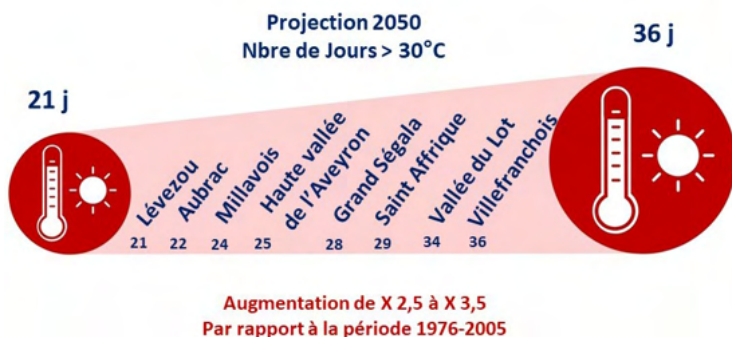 Projection 2050
Nbre de Jours > 30°C
21 j
36 j
Lévezou
Aubrac
Millavois
Haute vallée
de l'Aveyron
Grand Ségala
Saint Affrique
Vallée du Lot
Villefranchois
21
22
24
25
28
29
34
36
Augmentation de X 2,5 à X 3,5
Par rapport à la période 1976-2005